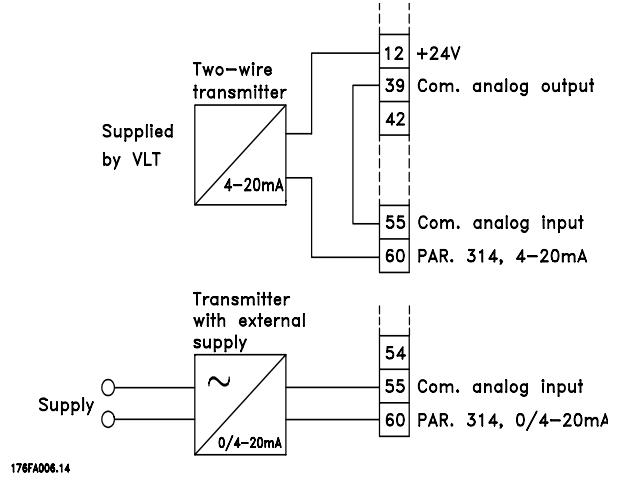 12 +24V
Two-wire
transmitter
39 Com. analog output
42
Supplied
by VLT
4-20mA
55 Com. analog input
60 PAR. 314, 4-20mA
Transmitter
with external
supply
54
~
55 Com. analog input
Supply
60 PAR. 314, 0/4-20mA
0/4-20mA
176FA006.14